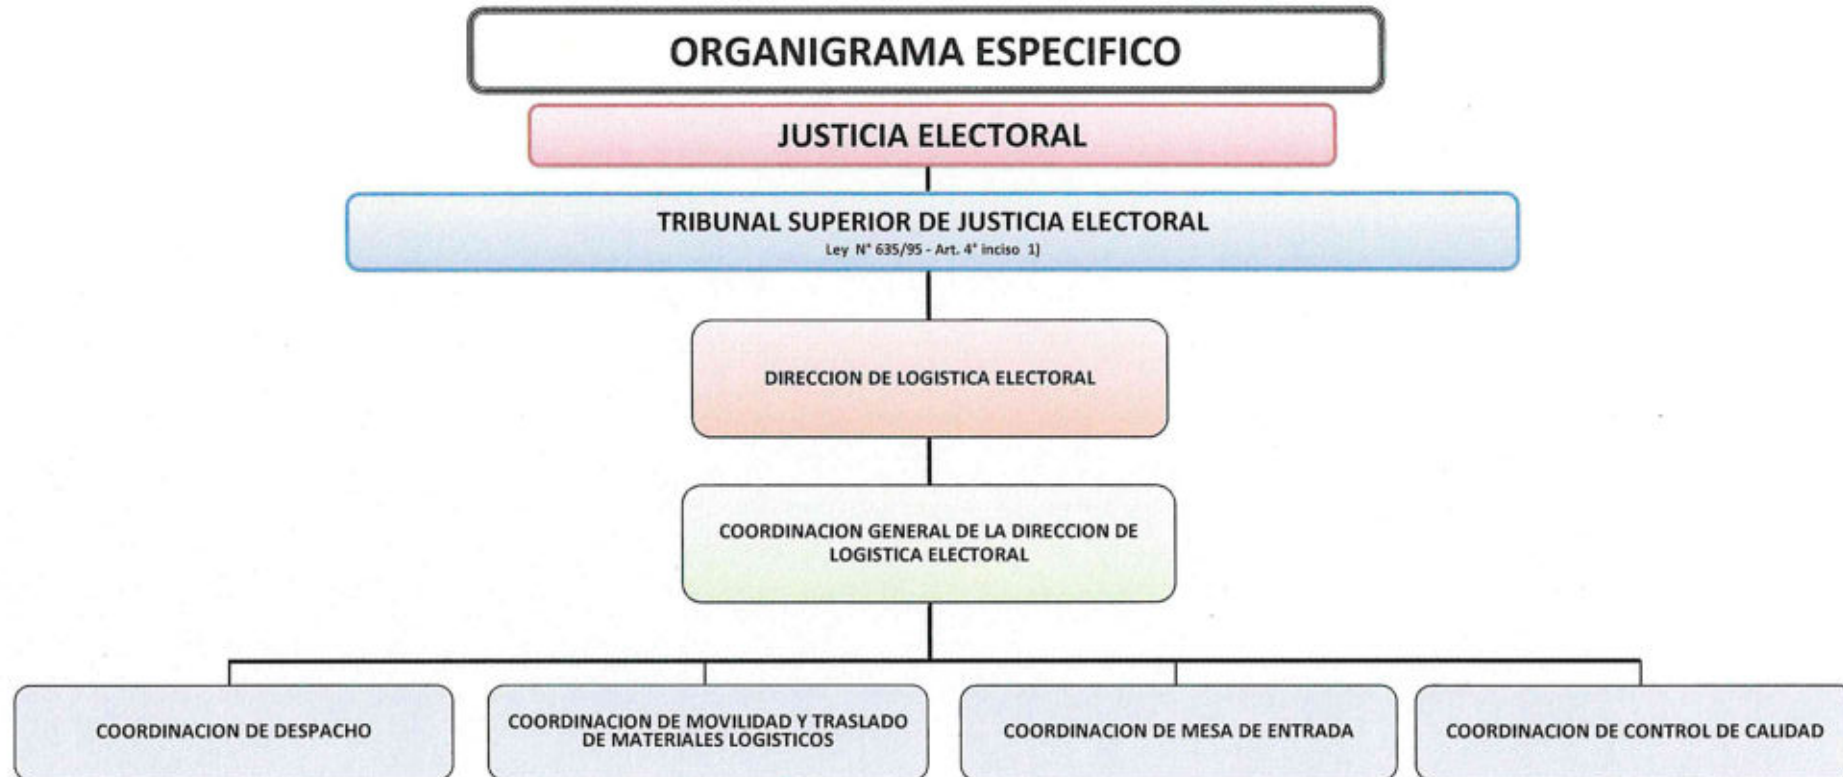 ORGANIGRAMA ESPECIFICO
JUSTICIA ELECTORAL
TRIBUNAL SUPERIOR DE JUSTICIA ELECTORAL
Ley N° 635/95 - Art. 4° inciso 1)
DIRECCION DE LOGISTICA ELECTORAL
COORDINACION GENERAL DE LA DIRECCION DE
LOGISTICA ELECTORAL
COORDINACION DE DESPACHO
COORDINACION DE MOVILIDAD Y TRASLADO
DE MATERIALES LOGISTICOS
COORDINACION DE MESA DE ENTRADA
COORDINACION DE CONTROL DE CALIDAD